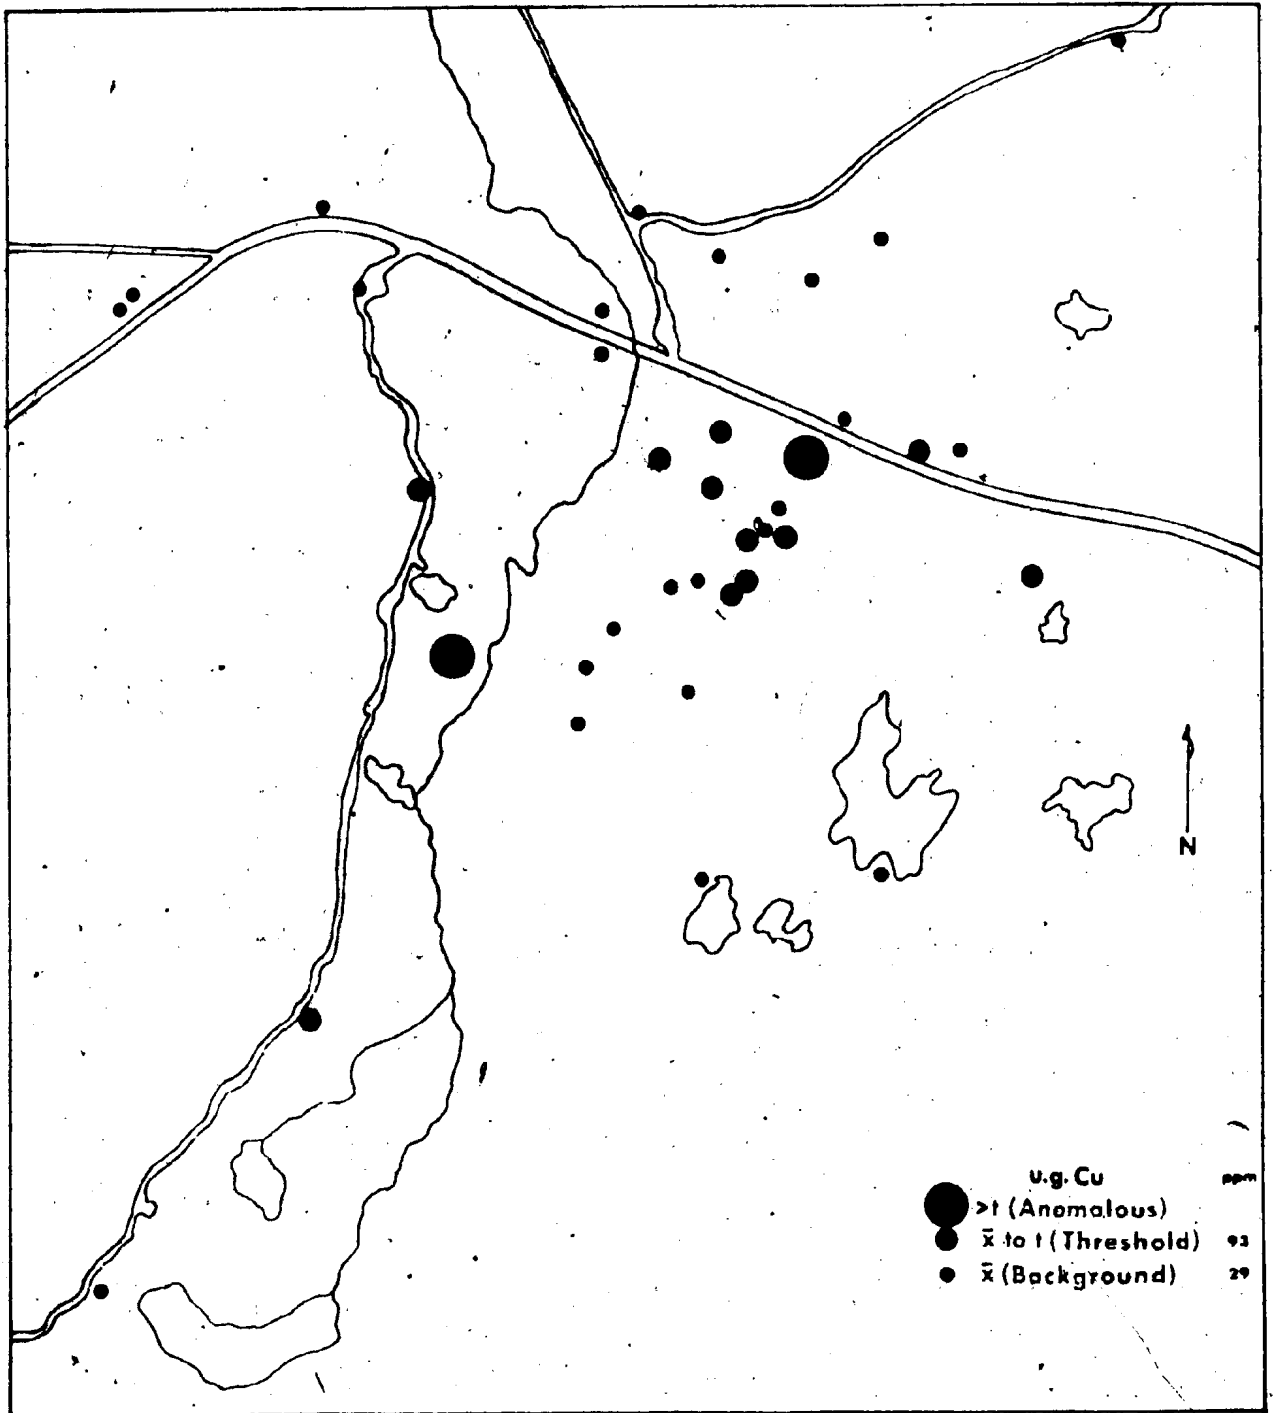 N
u.g. Cu ppm
>t (Anomalous)
x̄ to t (Threshold) 93
x̄ (Background) 29